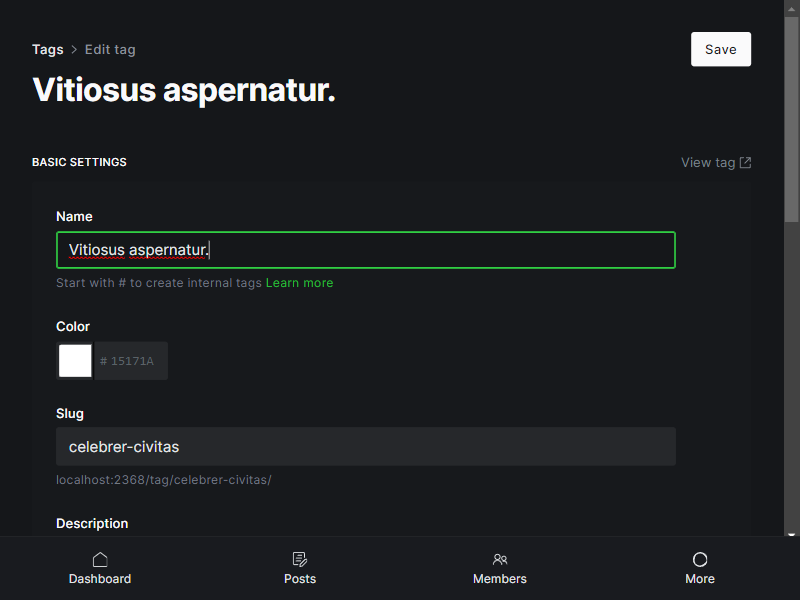 Tags > Edit tag
Save
Vitiosus aspernatur.
BASIC SETTINGS
View tag
Name
Vitiosus aspernatur.
Start with # to create internal tags Learn more
Color
# 15171A
Slug
celebrer-civitas
localhost:2368/tag/celebrer-civitas/
Description
Dashboard
Posts
Members
More